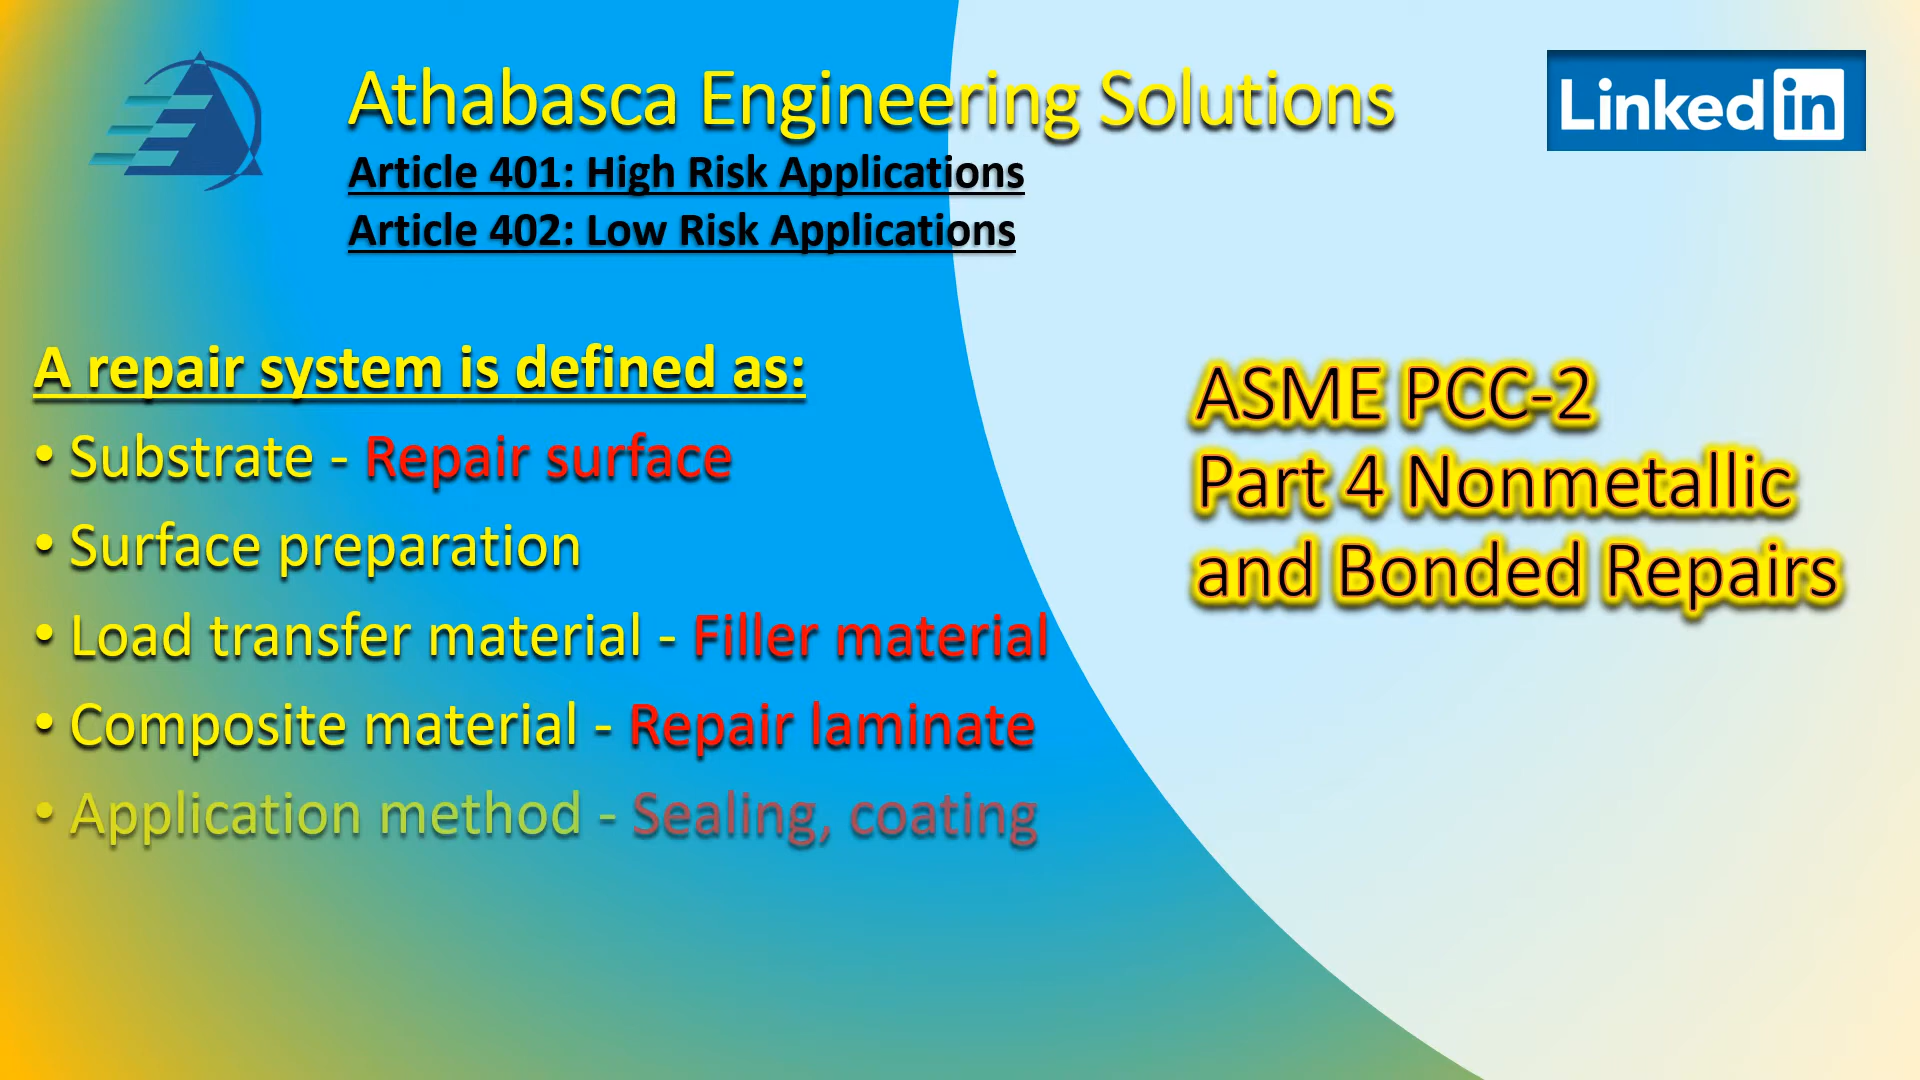 Athabasca Engineering Solutions
Linked in
Article 401: High Risk Applications
Article 402: Low Risk Applications
A repair system is defined as:
• Substrate - Repair surface
• Surface preparation
• Load transfer material - Filler material
• Composite material - Repair laminate
• Application method - Sealing, coating
ASME PCC-2
Part 4 Nonmetallic
and Bonded Repairs